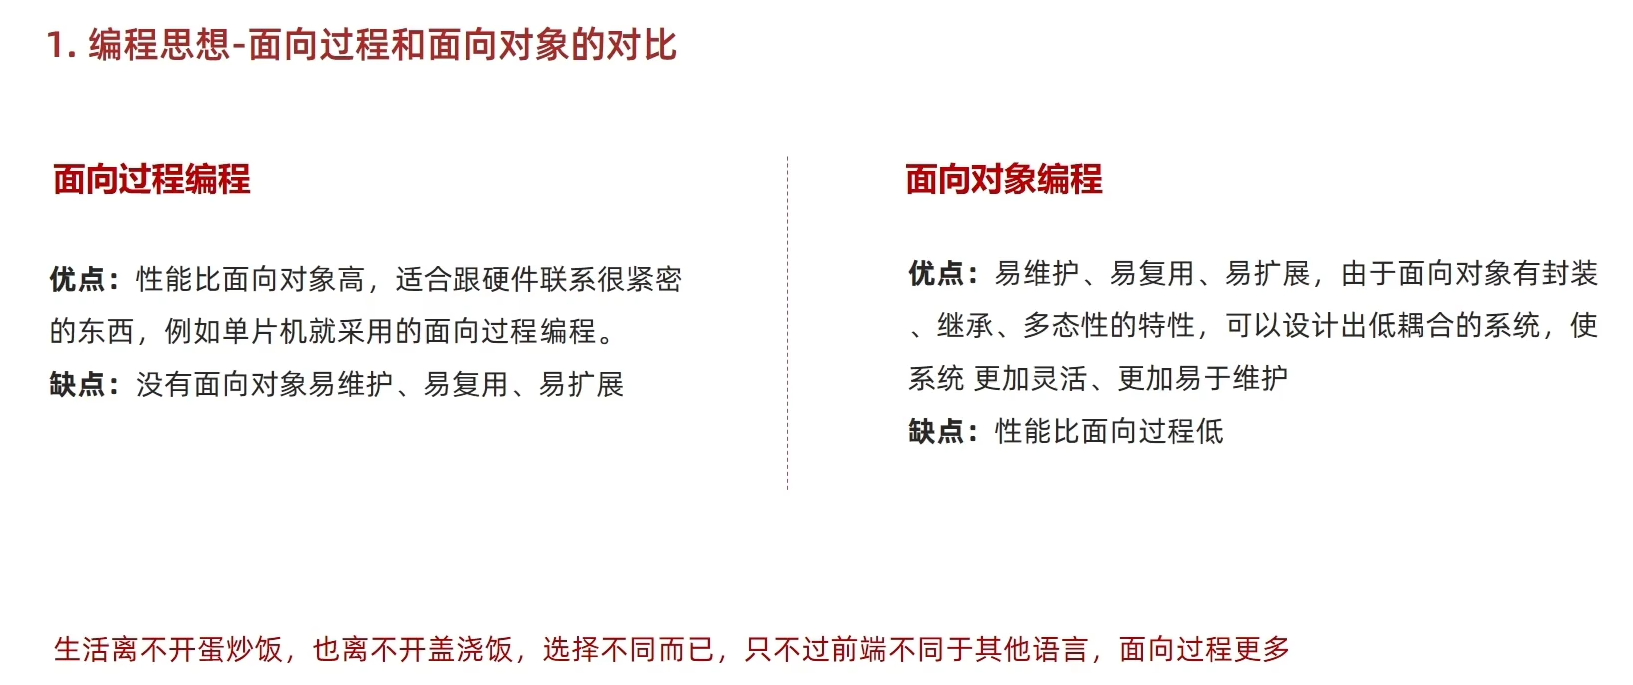 1. 编程思想-面向过程和面向对象的对比
面向过程编程
优点：性能比面向对象高，适合跟硬件联系很紧密
的东西，例如单片机就采用的面向过程编程。
缺点：没有面向对象易维护、易复用、易扩展
面向对象编程
优点：易维护、易复用、易扩展，由于面向对象有封装
、继承、多态性的特性，可以设计出低耦合的系统，使
系统 更加灵活、更加易于维护
缺点：性能比面向过程低
生活离不开蛋炒饭，也离不开盖浇饭，选择不同而已，只不过前端不同于其他语言，面向过程更多